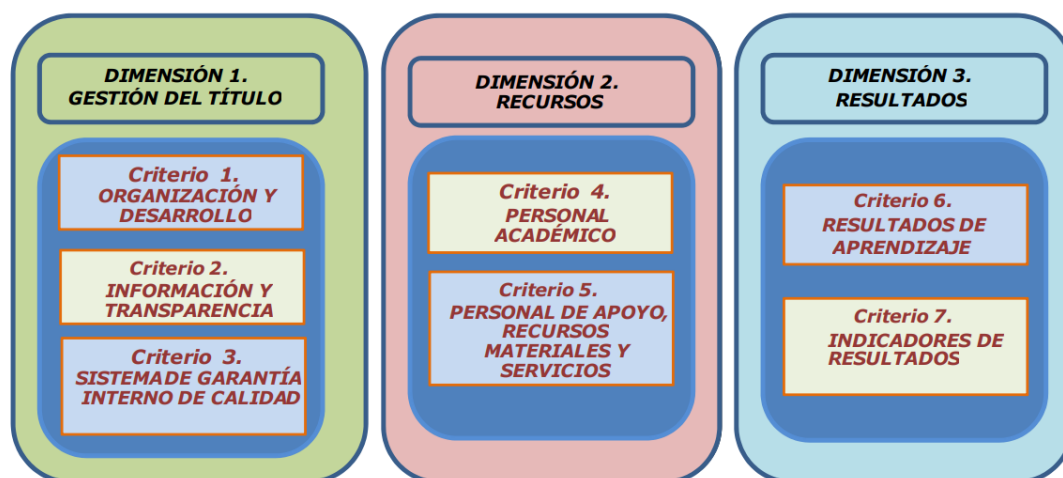 DIMENSIÓN 1.
GESTIÓN DEL TÍTULO
Criterio 1.
ORGANIZACIÓN Y
DESARROLLO
Criterio 2.
INFORMACIÓN Y
TRANSPARENCIA
Criterio 3.
SISTEMA DE GARANTÍA
INTERNO DE CALIDAD
DIMENSIÓN 2.
RECURSOS
Criterio 4.
PERSONAL
ACADÉMICO
Criterio 5.
PERSONAL DE APOYO,
RECURSOS
MATERIALES Y
SERVICIOS
DIMENSIÓN 3.
RESULTADOS
Criterio 6.
RESULTADOS DE
APRENDIZAJE
Criterio 7.
INDICADORES DE
RESULTADOS